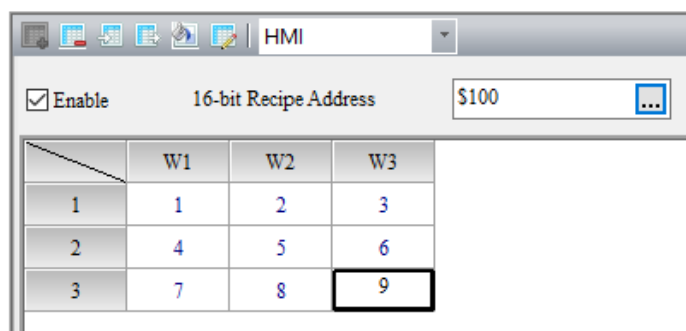 HMI
Enable 16-bit Recipe Address $100 ...
W1 W2 W3
1 1 2 3
2 4 5 6
3 7 8 9